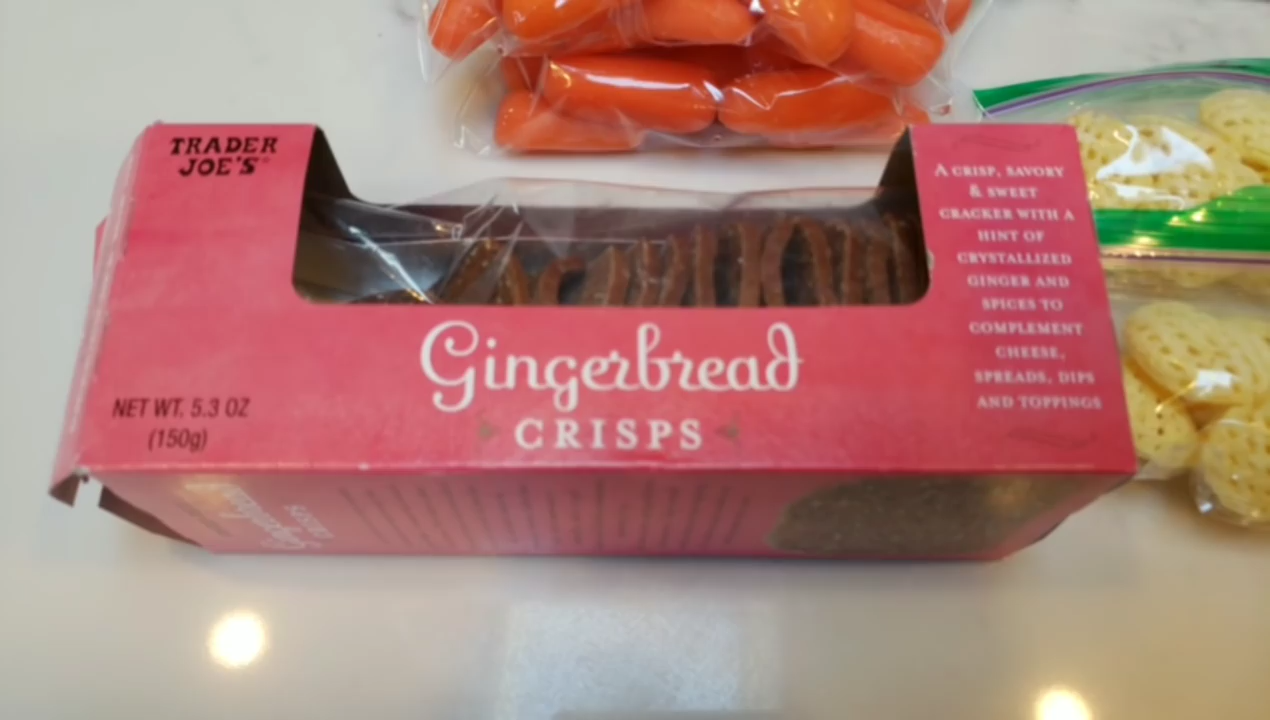 TRADER
JOE'S
A CRISP, SAVORY
& SWEET
CRACKER WITH A
HINT OF
CRYSTALLIZED
GINGER AND
SPICES TO
COMPLEMENT
CHEESE,
SPREADS, DIPS
AND TOPPINGS
Gingerbread
CRISPS
NET WT. 5.3 OZ
(150g)
CRISPS